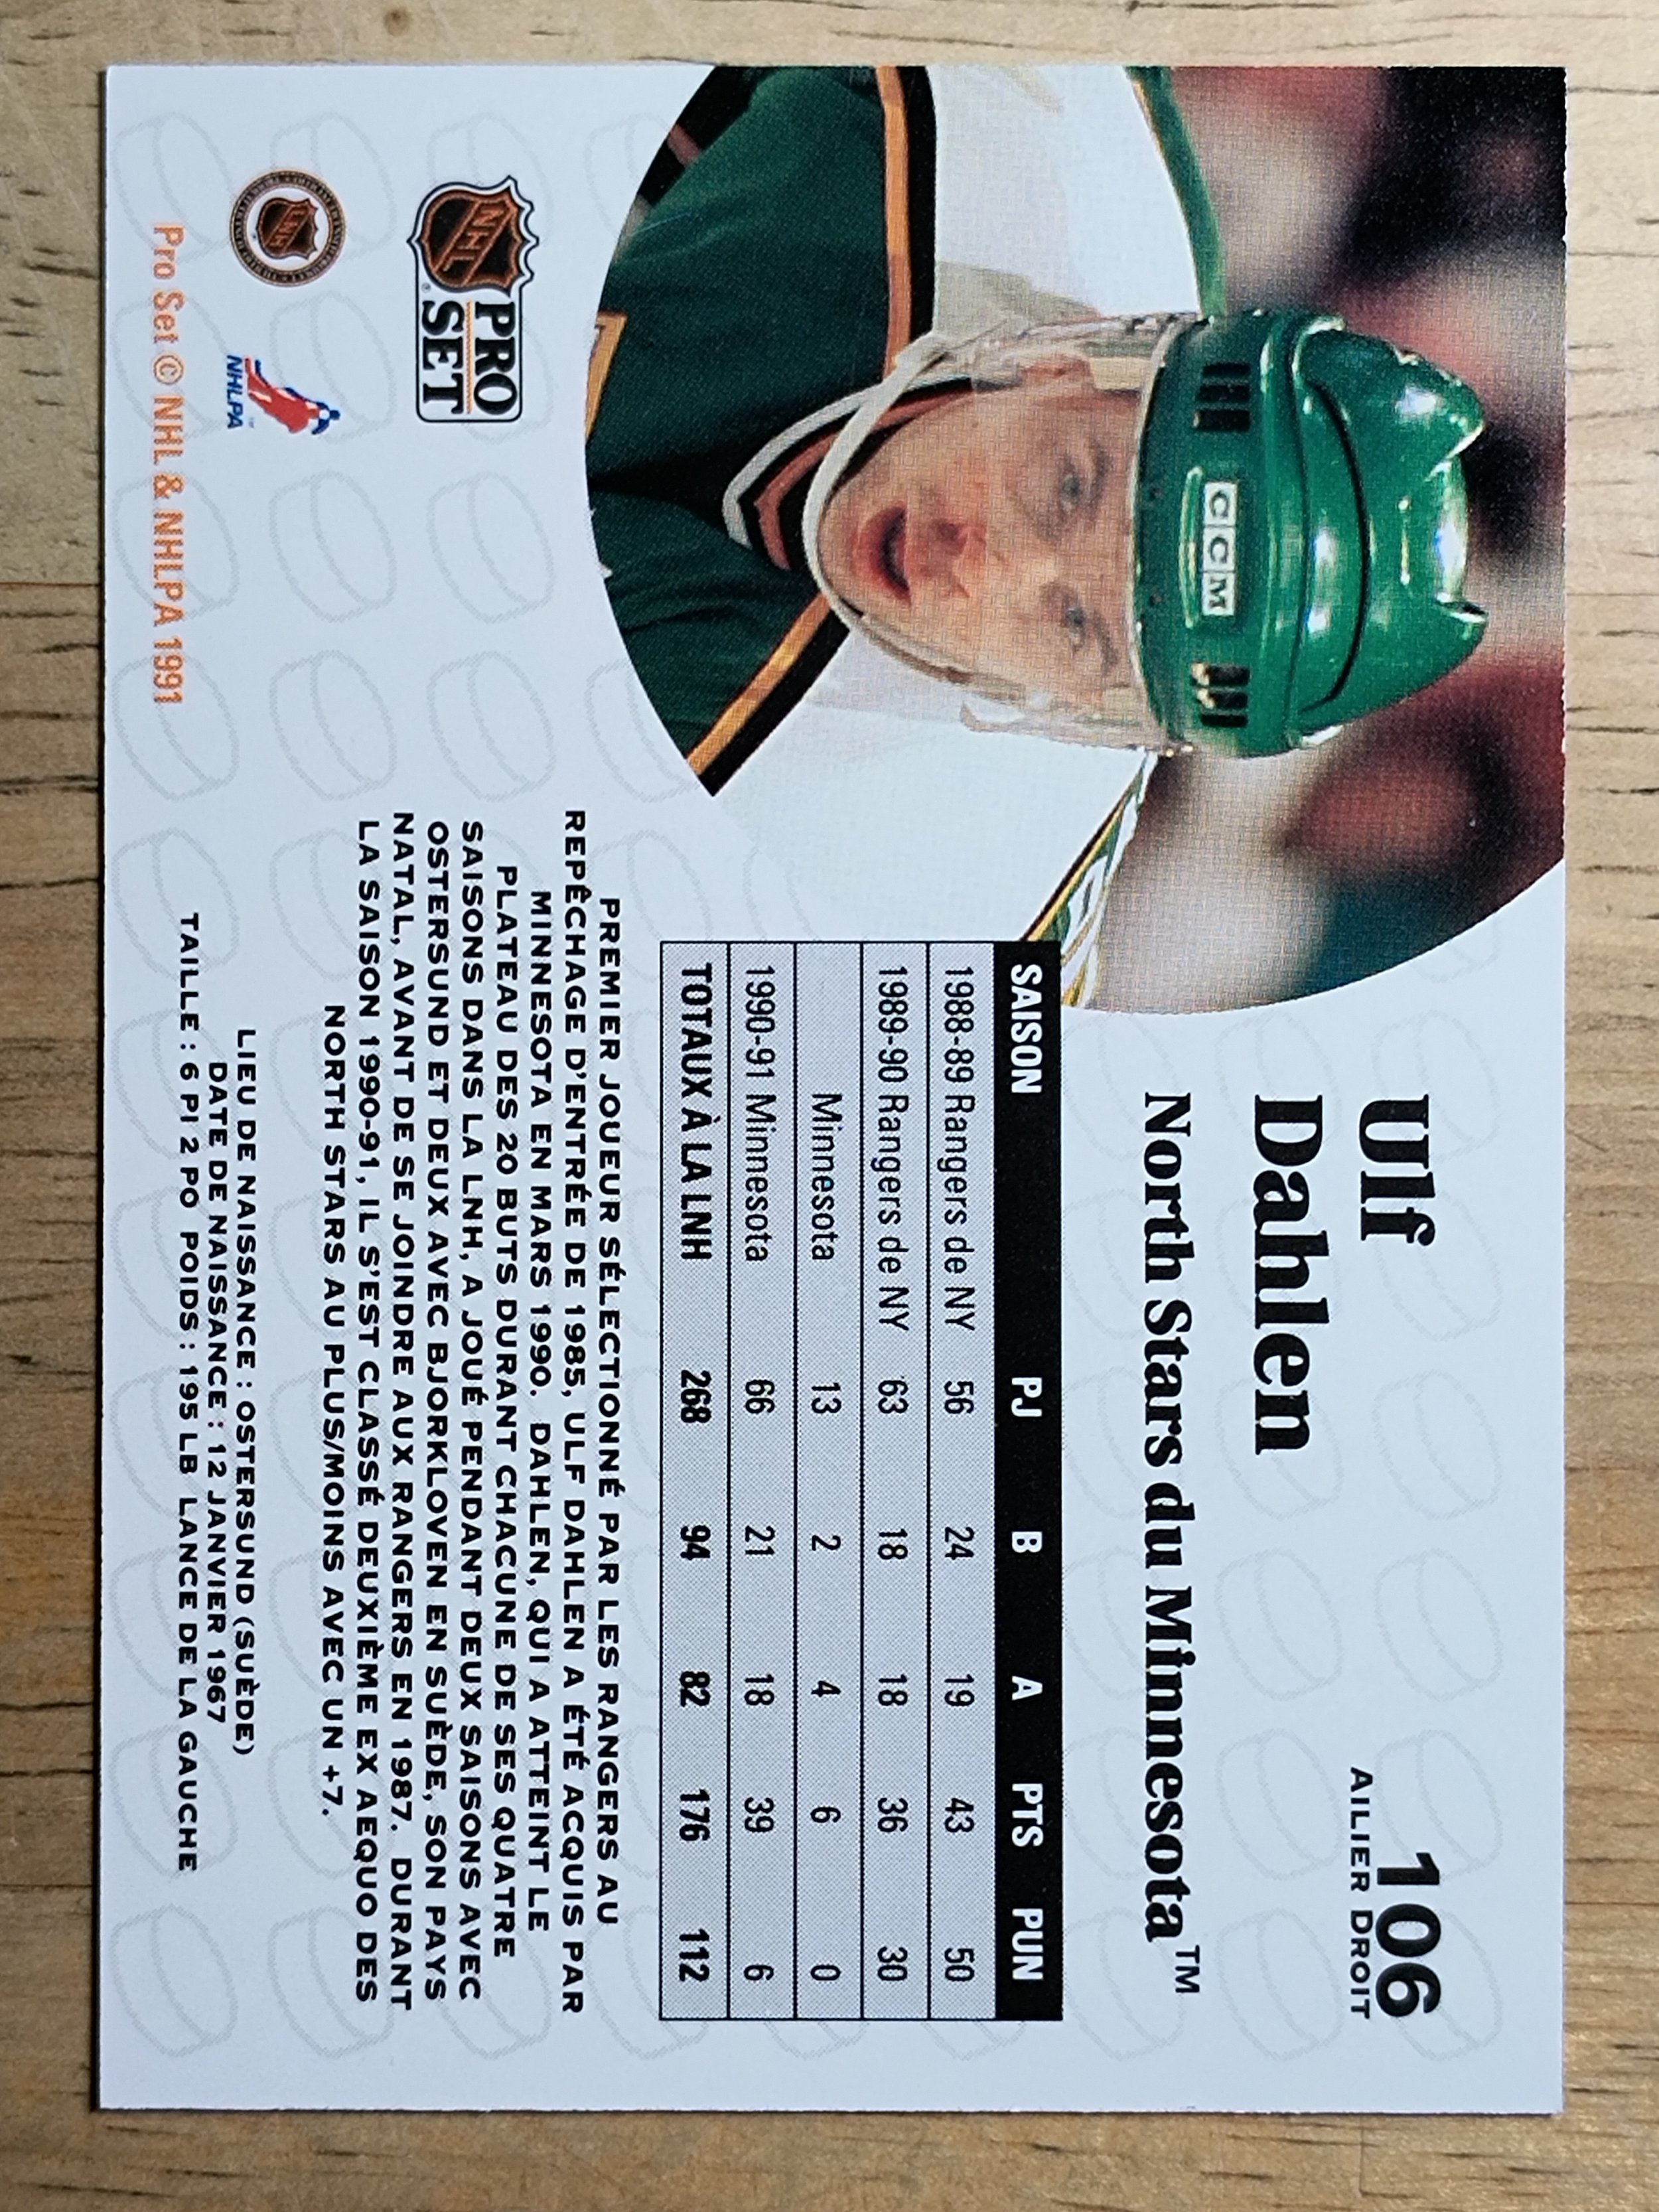 106
AILIER DROIT
Ulf
Dahlen
North Stars du Minnesota™
CCM
SAISON PJ B A PTS PUN
1988-89 Rangers de NY 56 24 19 43 50
1989-90 Rangers de NY 63 18 18 36 30
Minnesota 13 2 4 6 0
1990-91 Minnesota 66 21 18 39 6
TOTAUX À LA LNH 268 94 82 176 112
PREMIER JOUEUR SÉLECTIONNÉ PAR LES RANGERS AU
REPÊCHAGE D'ENTRÉE DE 1985, ULF DAHLEN A ÉTÉ ACQUIS PAR
MINNESOTA EN MARS 1990. DAHLEN, QUI A ATTEINT LE
PLATEAU DES 20 BUTS DURANT CHACUNE DE SES QUATRE
SAISONS DANS LA LNH, A JOUÉ PENDANT DEUX SAISONS AVEC
OSTERSUND ET DEUX AVEC BJORKLOVEN EN SUÈDE, SON PAYS
NATAL, AVANT DE SE JOINDRE AUX RANGERS EN 1987. DURANT
LA SAISON 1990-91, IL S'EST CLASSÉ DEUXIÈME EX AEQUO DES
NORTH STARS AU PLUS/MOINS AVEC UN +7.
LIEU DE NAISSANCE : OSTERSUND (SUÈDE)
DATE DE NAISSANCE : 12 JANVIER 1967
TAILLE : 6 PI 2 PO POIDS : 195 LB LANCE DE LA GAUCHE
NHL PRO
SET®
NHL
NHLPA™
Pro Set © NHL & NHLPA 1991